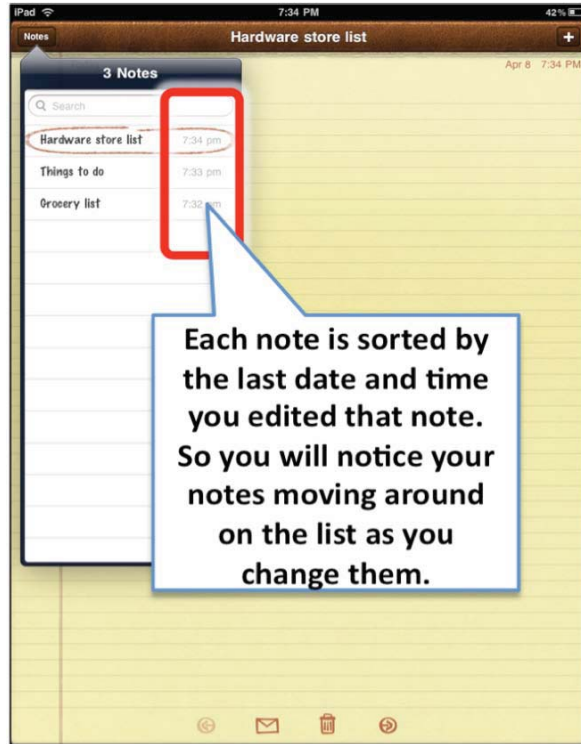 iPad 7:34 PM 42%
Notes Hardware store list +
Apr 8 7:34 PM
3 Notes
Search
Hardware store list 7:34 pm
Things to do 7:33 pm
Grocery list 7:32 pm
Each note is sorted by
the last date and time
you edited that note.
So you will notice your
notes moving around
on the list as you
change them.